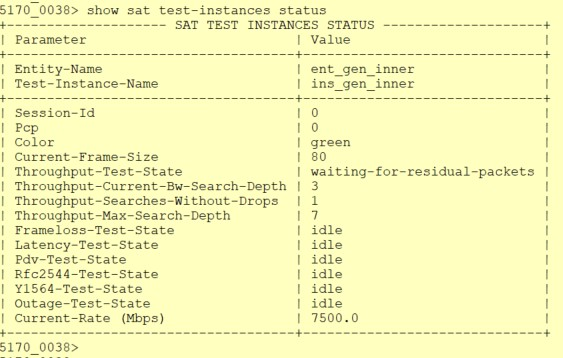 5170_0038> show sat test-instances status
+------------------ SAT TEST INSTANCES STATUS ------------------+
| Parameter | Value |
+---------------------------------+-----------------------------+
| Entity-Name | ent_gen_inner |
| Test-Instance-Name | ins_gen_inner |
+---------------------------------+-----------------------------+
| Session-Id | 0 |
| Pcp | 0 |
| Color | green |
| Current-Frame-Size | 80 |
| Throughput-Test-State | waiting-for-residual-packets |
| Throughput-Current-Bw-Search-Depth | 3 |
| Throughput-Searches-Without-Drops | 1 |
| Throughput-Max-Search-Depth | 7 |
| Frameloss-Test-State | idle |
| Latency-Test-State | idle |
| Pdv-Test-State | idle |
| Rfc2544-Test-State | idle |
| Y1564-Test-State | idle |
| Outage-Test-State | idle |
| Current-Rate (Mbps) | 7500.0 |
+---------------------------------+-----------------------------+
5170_0038>